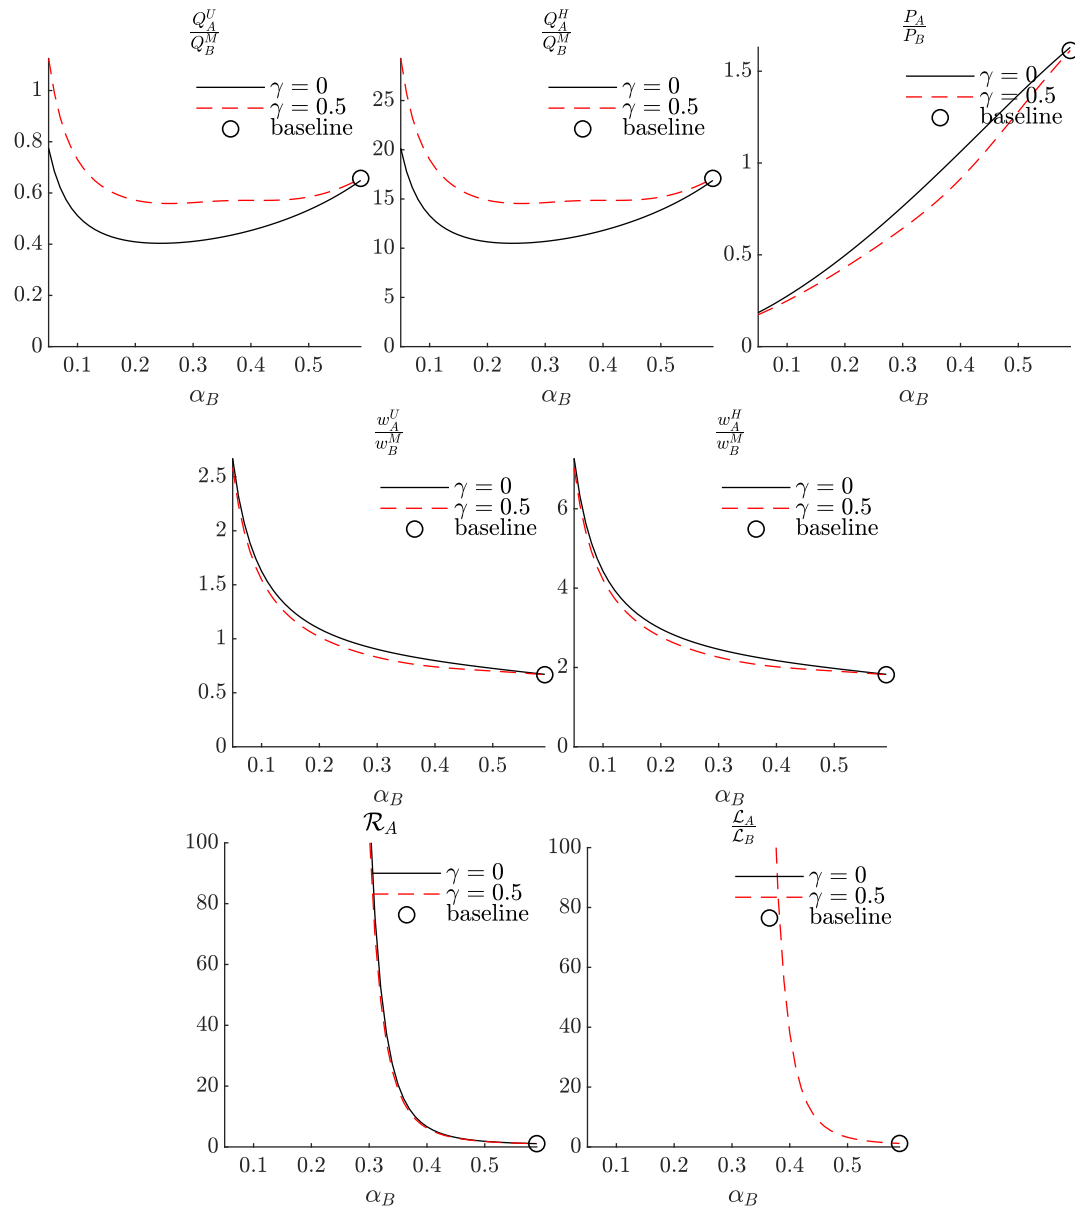 Q_A^U / Q_B^M
γ = 0
γ = 0.5
baseline
1
0.8
0.6
0.4
0.2
0
0.1 0.2 0.3 0.4 0.5
α_B
Q_A^H / Q_B^M
γ = 0
γ = 0.5
baseline
25
20
15
10
5
0
0.1 0.2 0.3 0.4 0.5
α_B
P_A / P_B
γ = 0
γ = 0.5
baseline
1.5
1
0.5
0
0.1 0.2 0.3 0.4 0.5
α_B
w_A^U / w_B^M
γ = 0
γ = 0.5
baseline
2.5
2
1.5
1
0.5
0
0.1 0.2 0.3 0.4 0.5
α_B
w_A^H / w_B^M
γ = 0
γ = 0.5
baseline
6
4
2
0
0.1 0.2 0.3 0.4 0.5
α_B
ℛ_A
γ = 0
γ = 0.5
baseline
100
80
60
40
20
0
0.1 0.2 0.3 0.4 0.5
α_B
ℒ_A / ℒ_B
γ = 0
γ = 0.5
baseline
100
80
60
40
20
0
0.1 0.2 0.3 0.4 0.5
α_B